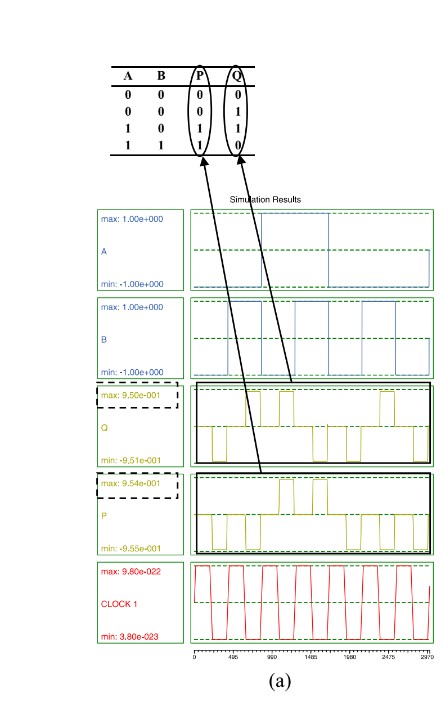 A B P Q
0 0 0 0
0 0 0 1
1 0 1 1
1 1 1 0
Simulation Results
max: 1.00e+000
A
min: -1.00e+000
max: 1.00e+000
B
min: -1.00e+000
max: 9.50e-001
Q
min: -9.51e-001
max: 9.54e-001
P
min: -9.55e-001
max: 9.80e-022
CLOCK 1
min: 3.80e-023
0 495 990 1485 1980 2475 2970
(a)